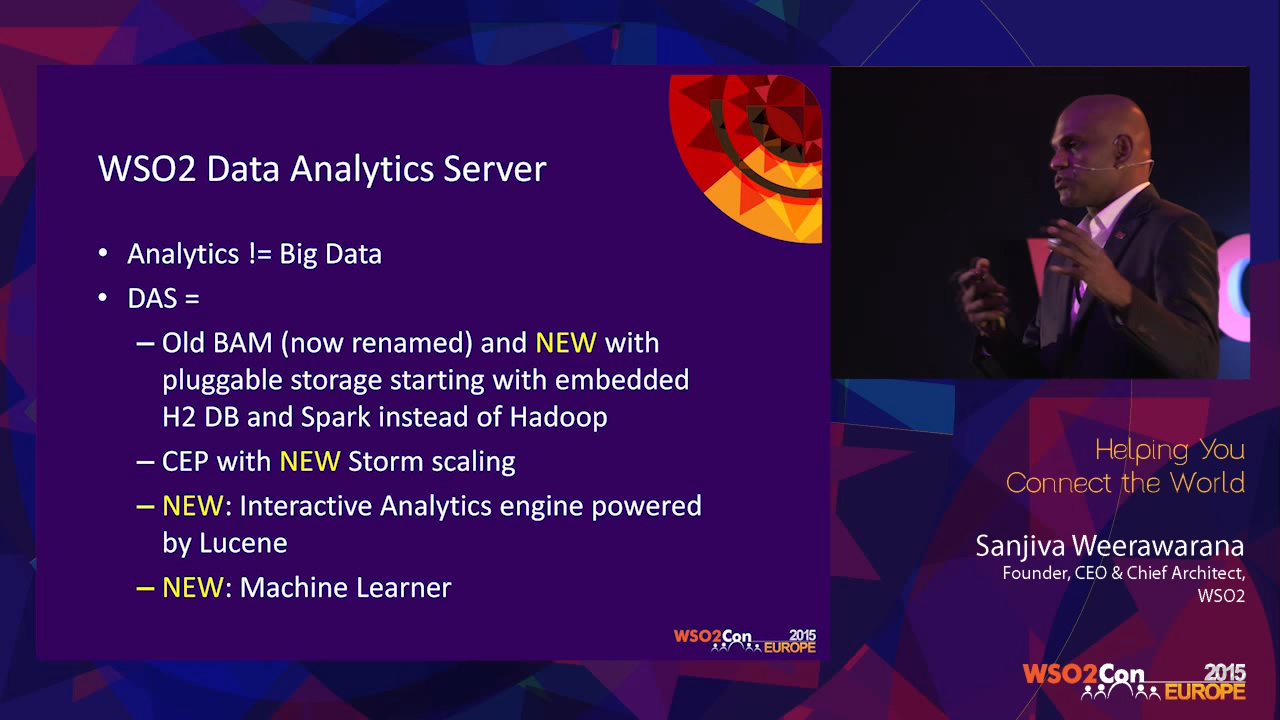 WSO2 Data Analytics Server
• Analytics != Big Data
• DAS =
– Old BAM (now renamed) and NEW with
pluggable storage starting with embedded
H2 DB and Spark instead of Hadoop
– CEP with NEW Storm scaling
– NEW: Interactive Analytics engine powered
by Lucene
– NEW: Machine Learner
WSO2Con 2015
EUROPE
Helping You
Connect the World
Sanjiva Weerawarana
Founder, CEO & Chief Architect,
WSO2
WSO2Con 2015
EUROPE